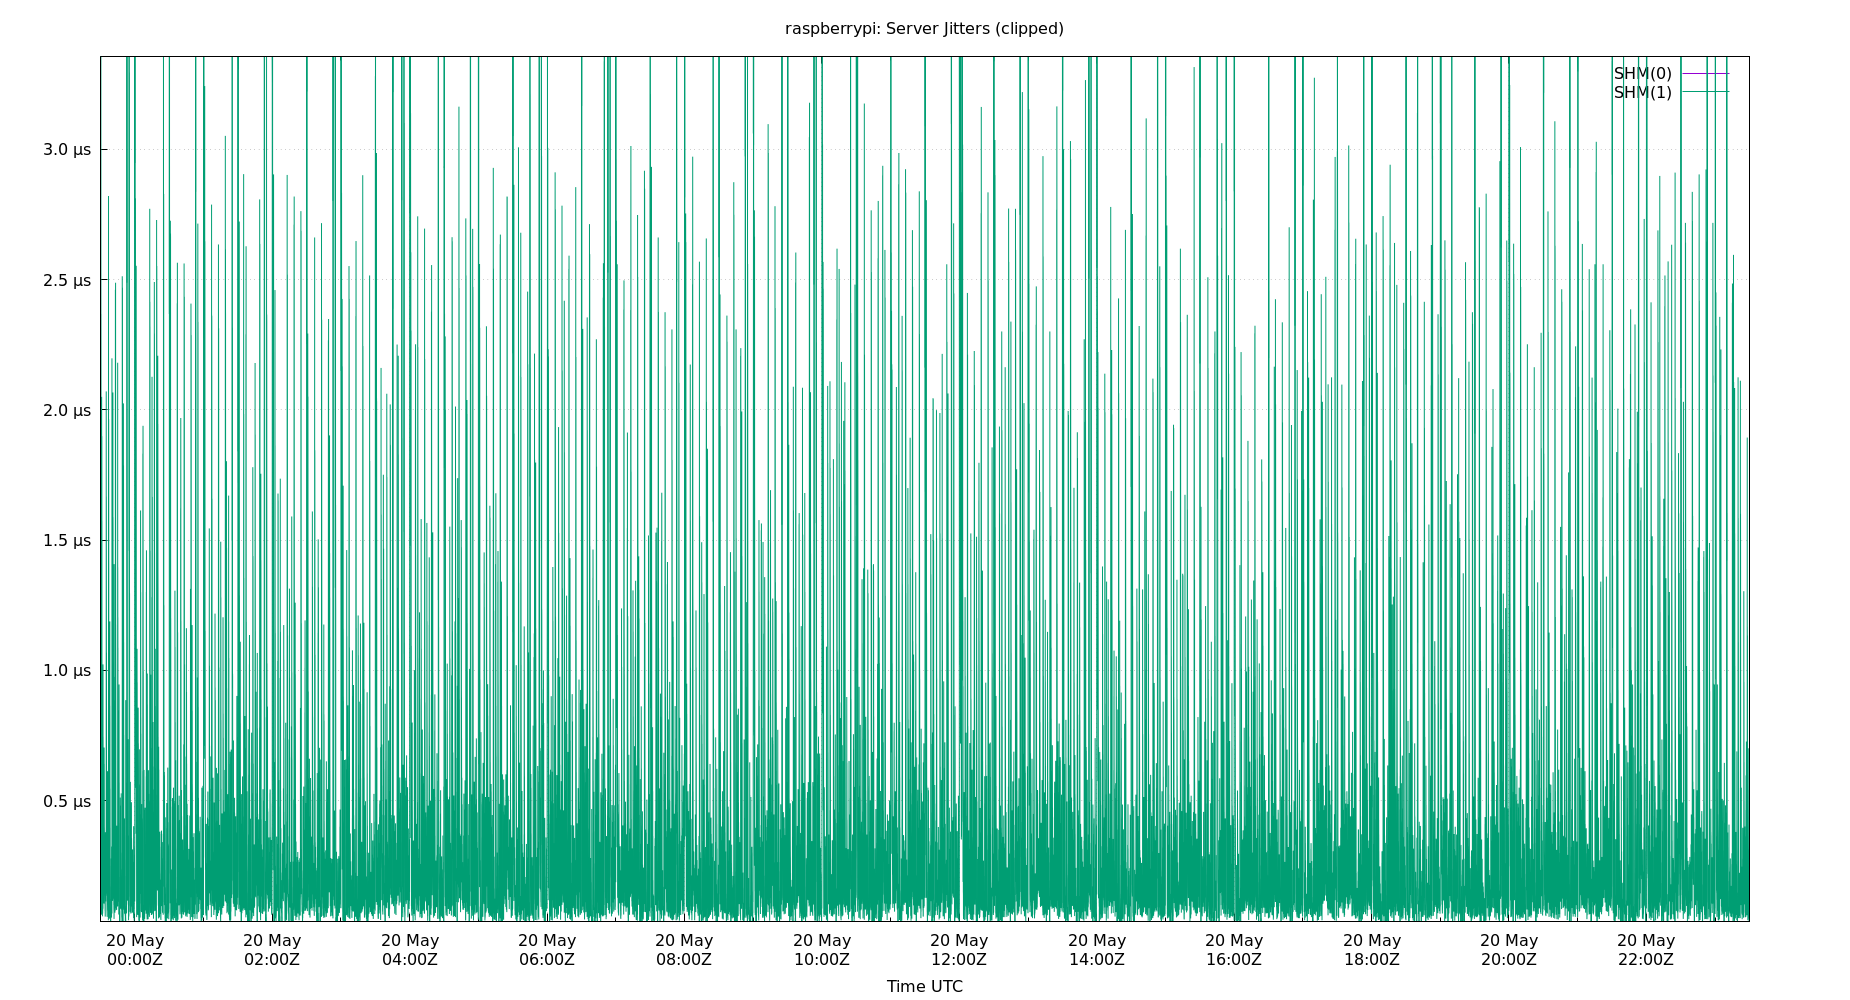 raspberrypi: Server Jitters (clipped)
SHM(0)
SHM(1)
3.0 µs
2.5 µs
2.0 µs
1.5 µs
1.0 µs
0.5 µs
20 May 20 May 20 May 20 May 20 May 20 May 20 May 20 May 20 May 20 May 20 May 20 May
00:00Z 02:00Z 04:00Z 06:00Z 08:00Z 10:00Z 12:00Z 14:00Z 16:00Z 18:00Z 20:00Z 22:00Z
Time UTC